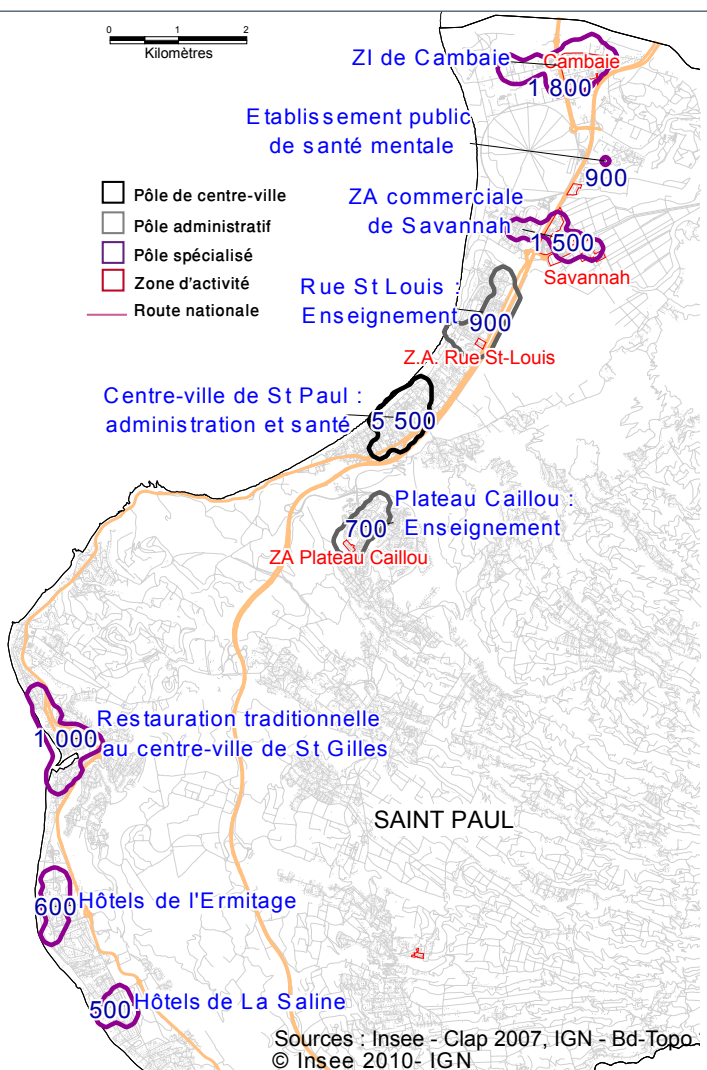 0 1 2
Kilomètres
ZI de Cambaie
Cambaie
1 800
Etablissement public
de santé mentale
900
Pôle de centre-ville
Pôle administratif
Pôle spécialisé
Zone d'activité
Route nationale
ZA commerciale
de Savannah
1 500
Savannah
Rue St Louis :
Enseignement
900
Z.A. Rue St-Louis
Centre-ville de St Paul :
administration et santé
5 500
Plateau Caillou :
Enseignement
700
ZA Plateau Caillou
Restauration traditionnelle
au centre-ville de St Gilles
1 000
SAINT PAUL
600
Hôtels de l'Ermitage
500
Hôtels de La Saline
Sources : Insee - Clap 2007, IGN - Bd-Topo
© Insee 2010- IGN